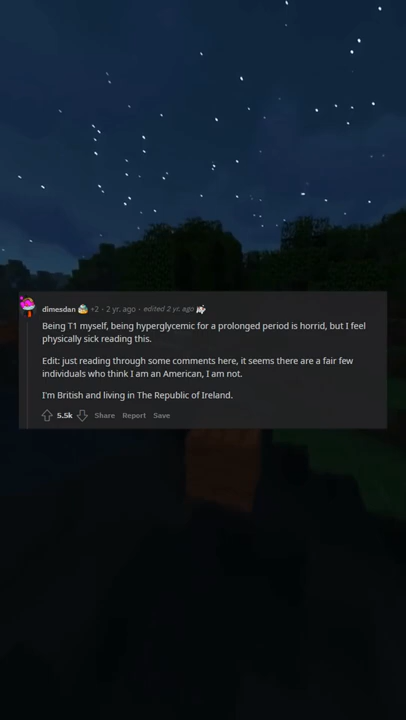 dimesdan +2 · 2 yr. ago · edited 2 yr. ago
Being T1 myself, being hyperglycemic for a prolonged period is horrid, but I feel
physically sick reading this.
Edit: just reading through some comments here, it seems there are a fair few
individuals who think I am an American, I am not.
I'm British and living in The Republic of Ireland.
5.5k Share Report Save